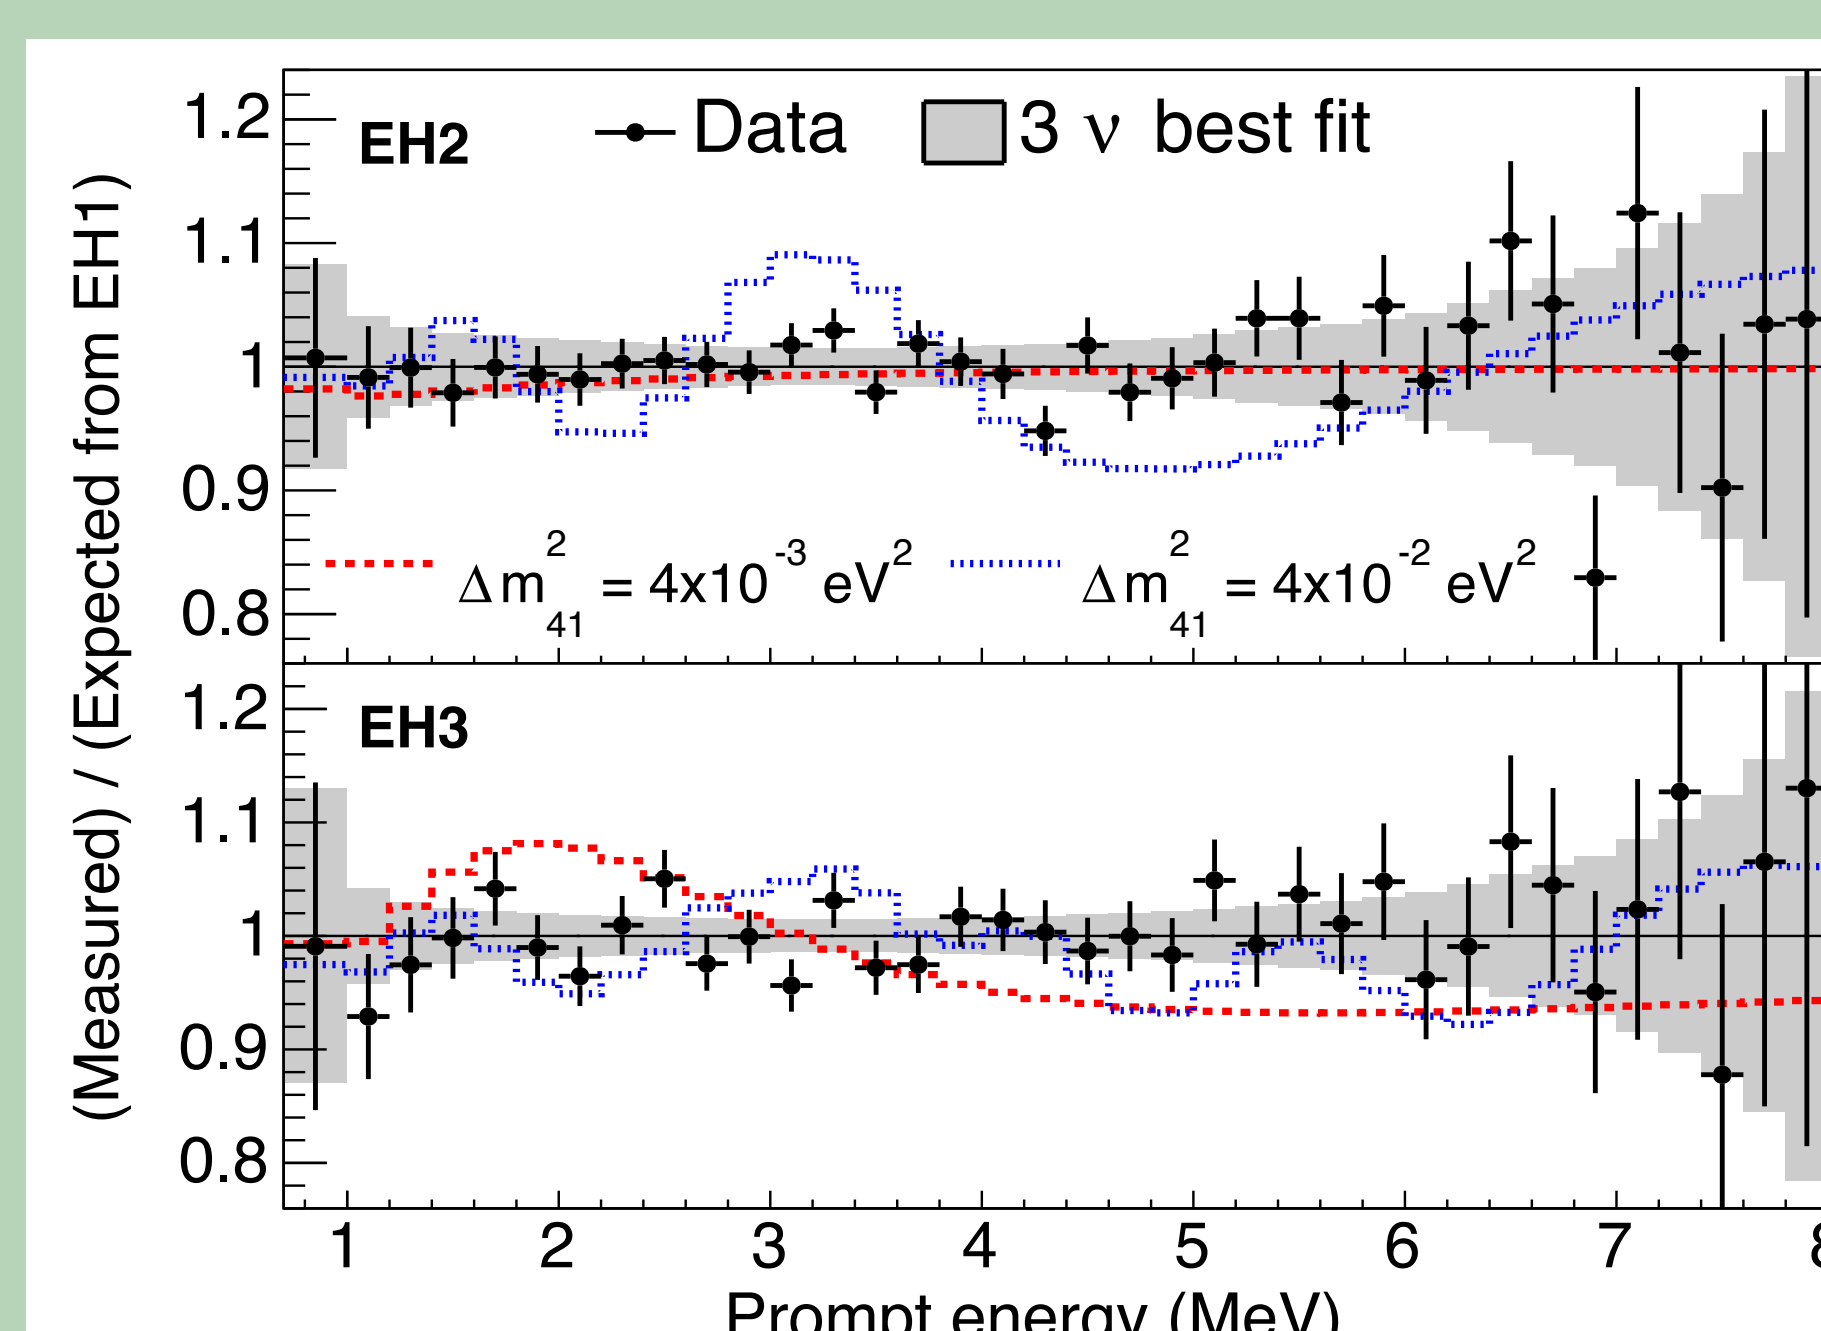 (Measured) / (Expected from EH1)
1.2
1.1
1
0.9
0.8
EH2
Data
3 ν best fit
Δm²₄₁ = 4x10⁻³ eV²
Δm²₄₁ = 4x10⁻² eV²
1.2
1.1
1
0.9
0.8
EH3
1 2 3 4 5 6 7 8
Prompt energy (MeV)